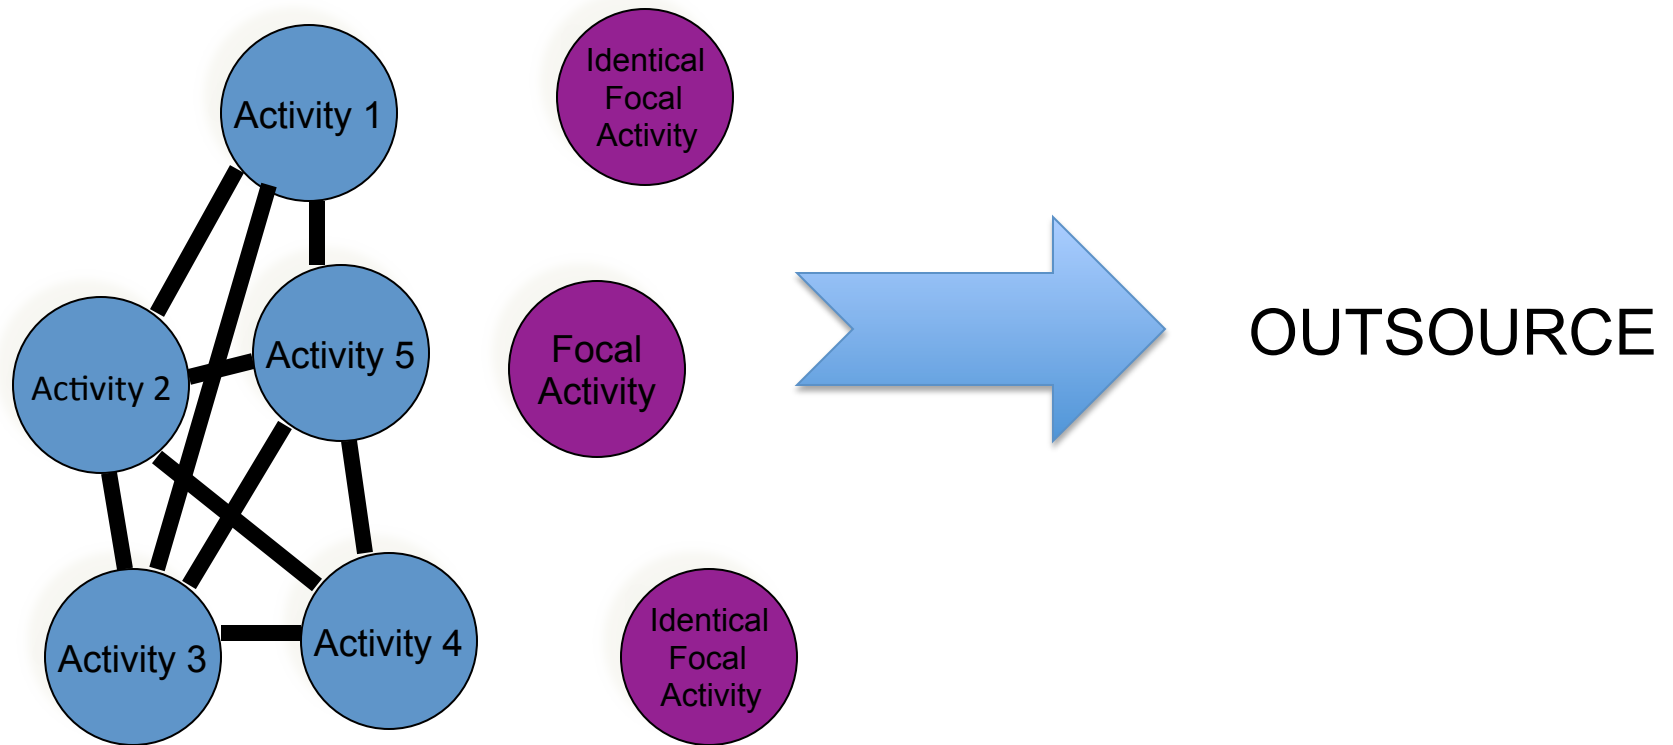 Activity 1
Identical
Focal
Activity
Activity 2
Activity 5
Focal
Activity
OUTSOURCE
Activity 3
Activity 4
Identical
Focal
Activity